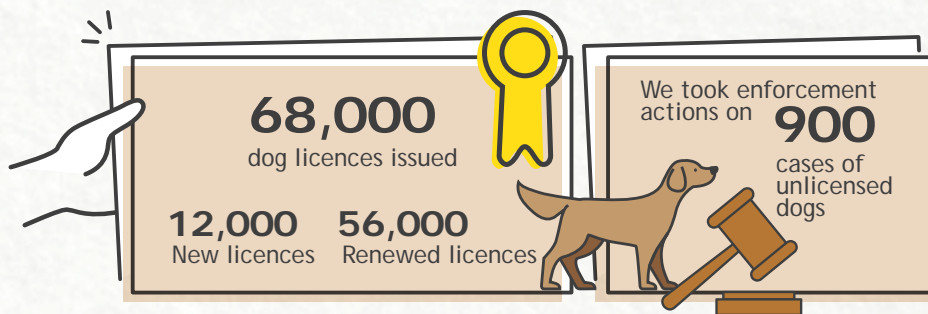 68,000
dog licences issued
12,000
New licences
56,000
Renewed licences
We took enforcement
actions on 900
cases of
unlicensed
dogs